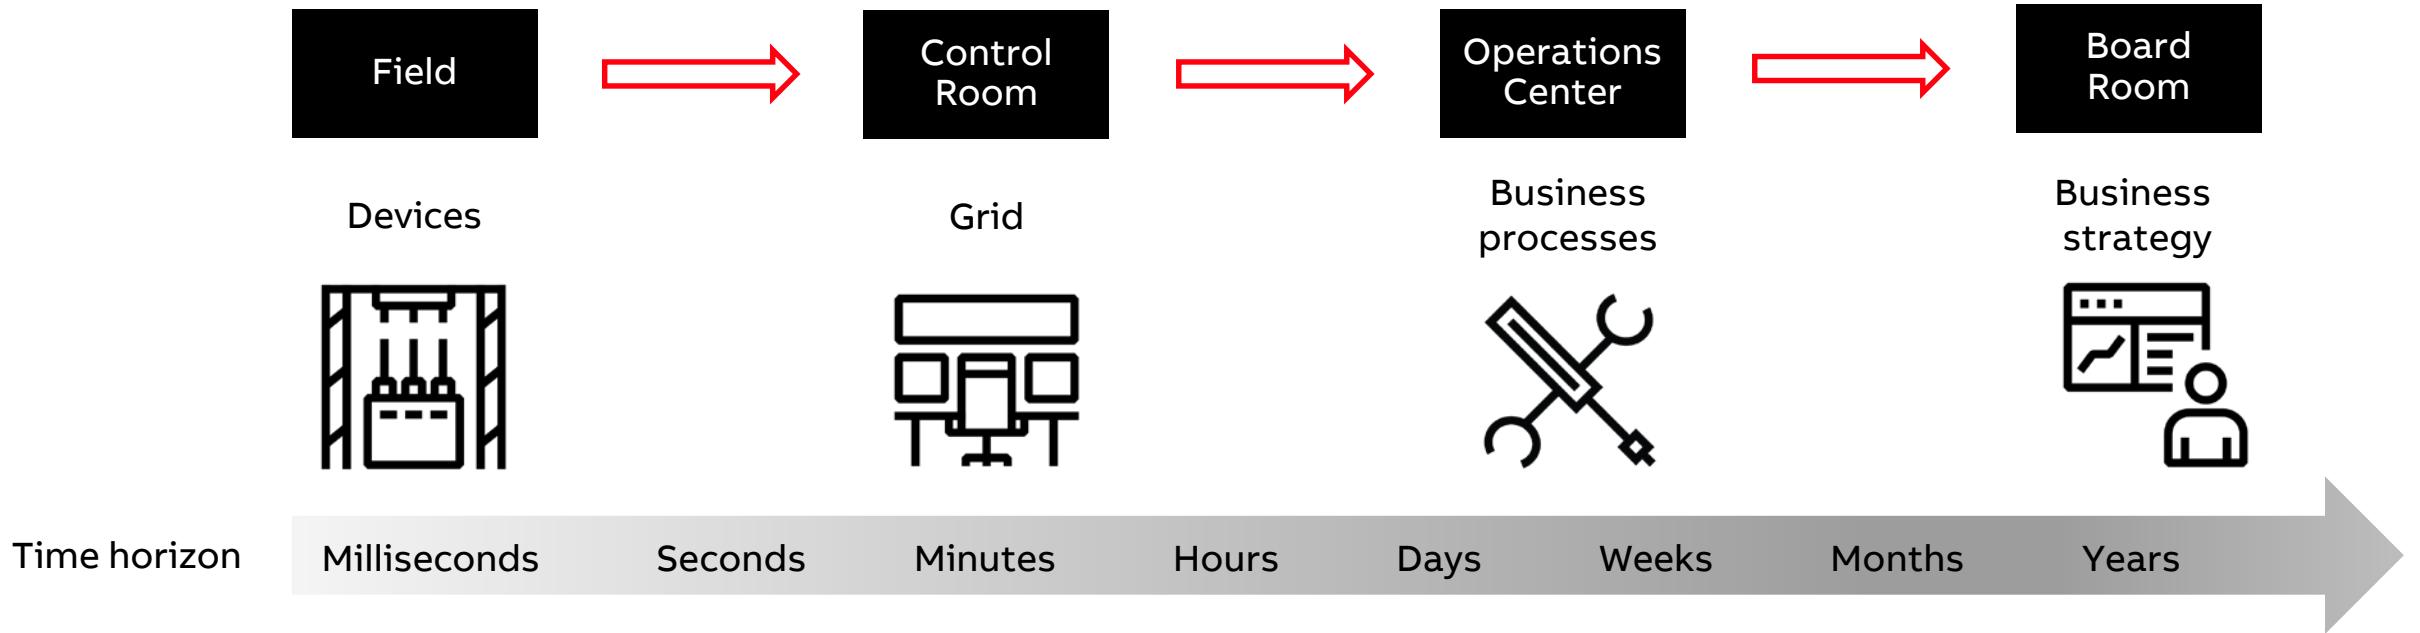 Field
Control
Room
Operations
Center
Board
Room
Devices
Grid
Business
processes
Business
strategy
Time horizon
Milliseconds
Seconds
Minutes
Hours
Days
Weeks
Months
Years